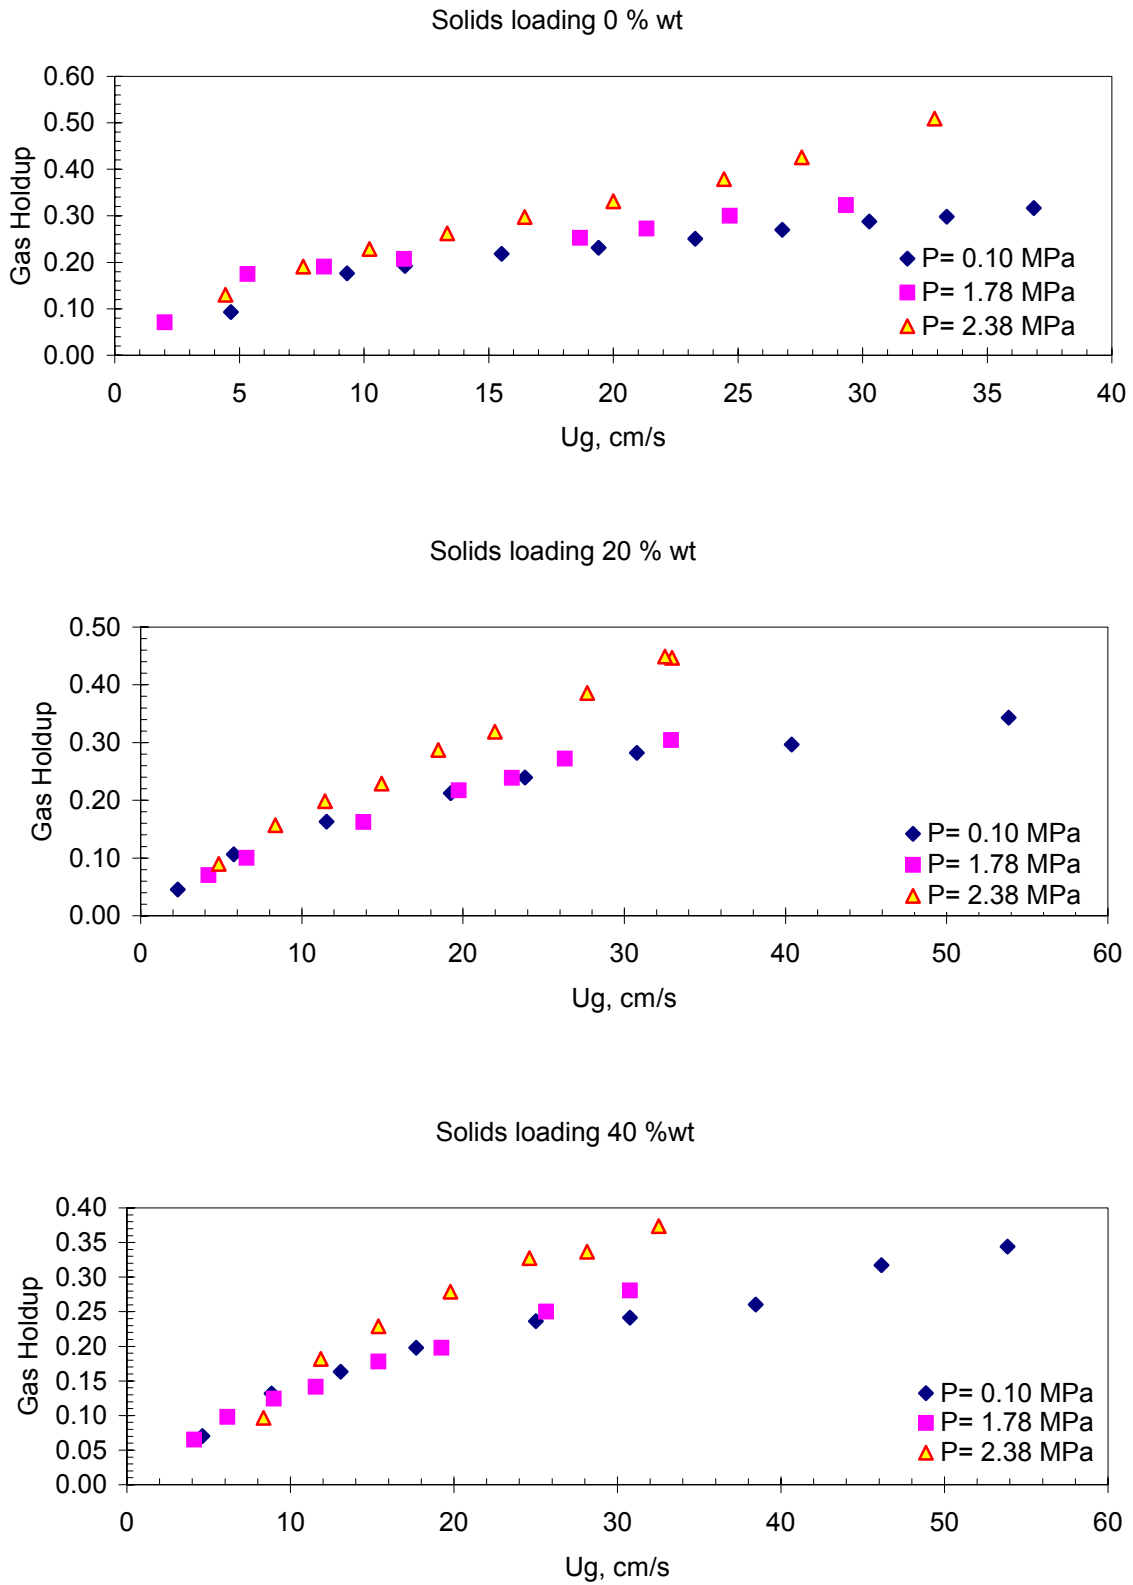 Solids loading 0 % wt
0.60
0.50
0.40
0.30
0.20
0.10
0.00
Gas Holdup
P= 0.10 MPa
P= 1.78 MPa
P= 2.38 MPa
0 5 10 15 20 25 30 35 40
Ug, cm/s
Solids loading 20 % wt
0.50
0.40
0.30
0.20
0.10
0.00
Gas Holdup
P= 0.10 MPa
P= 1.78 MPa
P= 2.38 MPa
0 10 20 30 40 50 60
Ug, cm/s
Solids loading 40 %wt
0.40
0.35
0.30
0.25
0.20
0.15
0.10
0.05
0.00
Gas Holdup
P= 0.10 MPa
P= 1.78 MPa
P= 2.38 MPa
0 10 20 30 40 50 60
Ug, cm/s